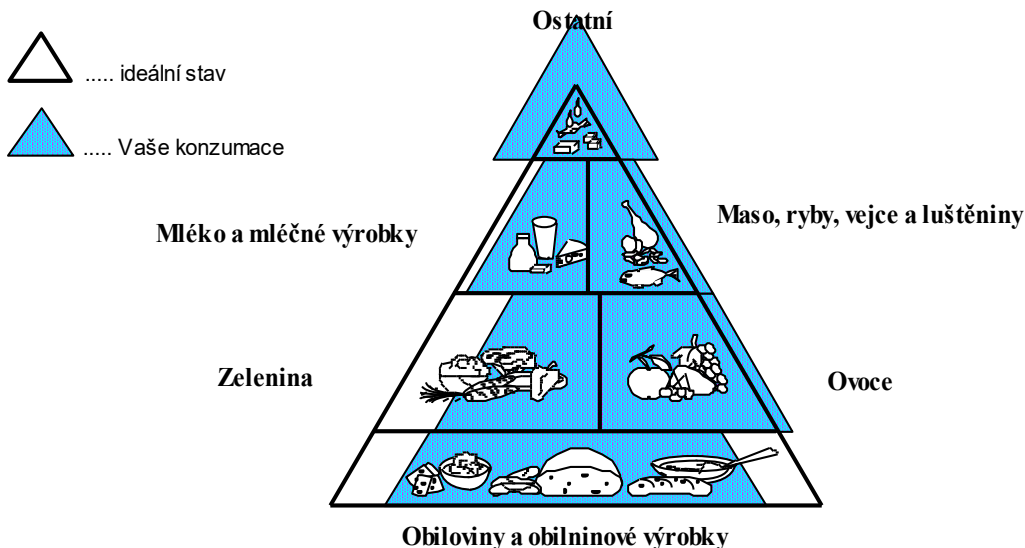 Ostatní
..... ideální stav
..... Vaše konzumace
Mléko a mléčné výrobky
Maso, ryby, vejce a luštěniny
Zelenina
Ovoce
Obiloviny a obilninové výrobky